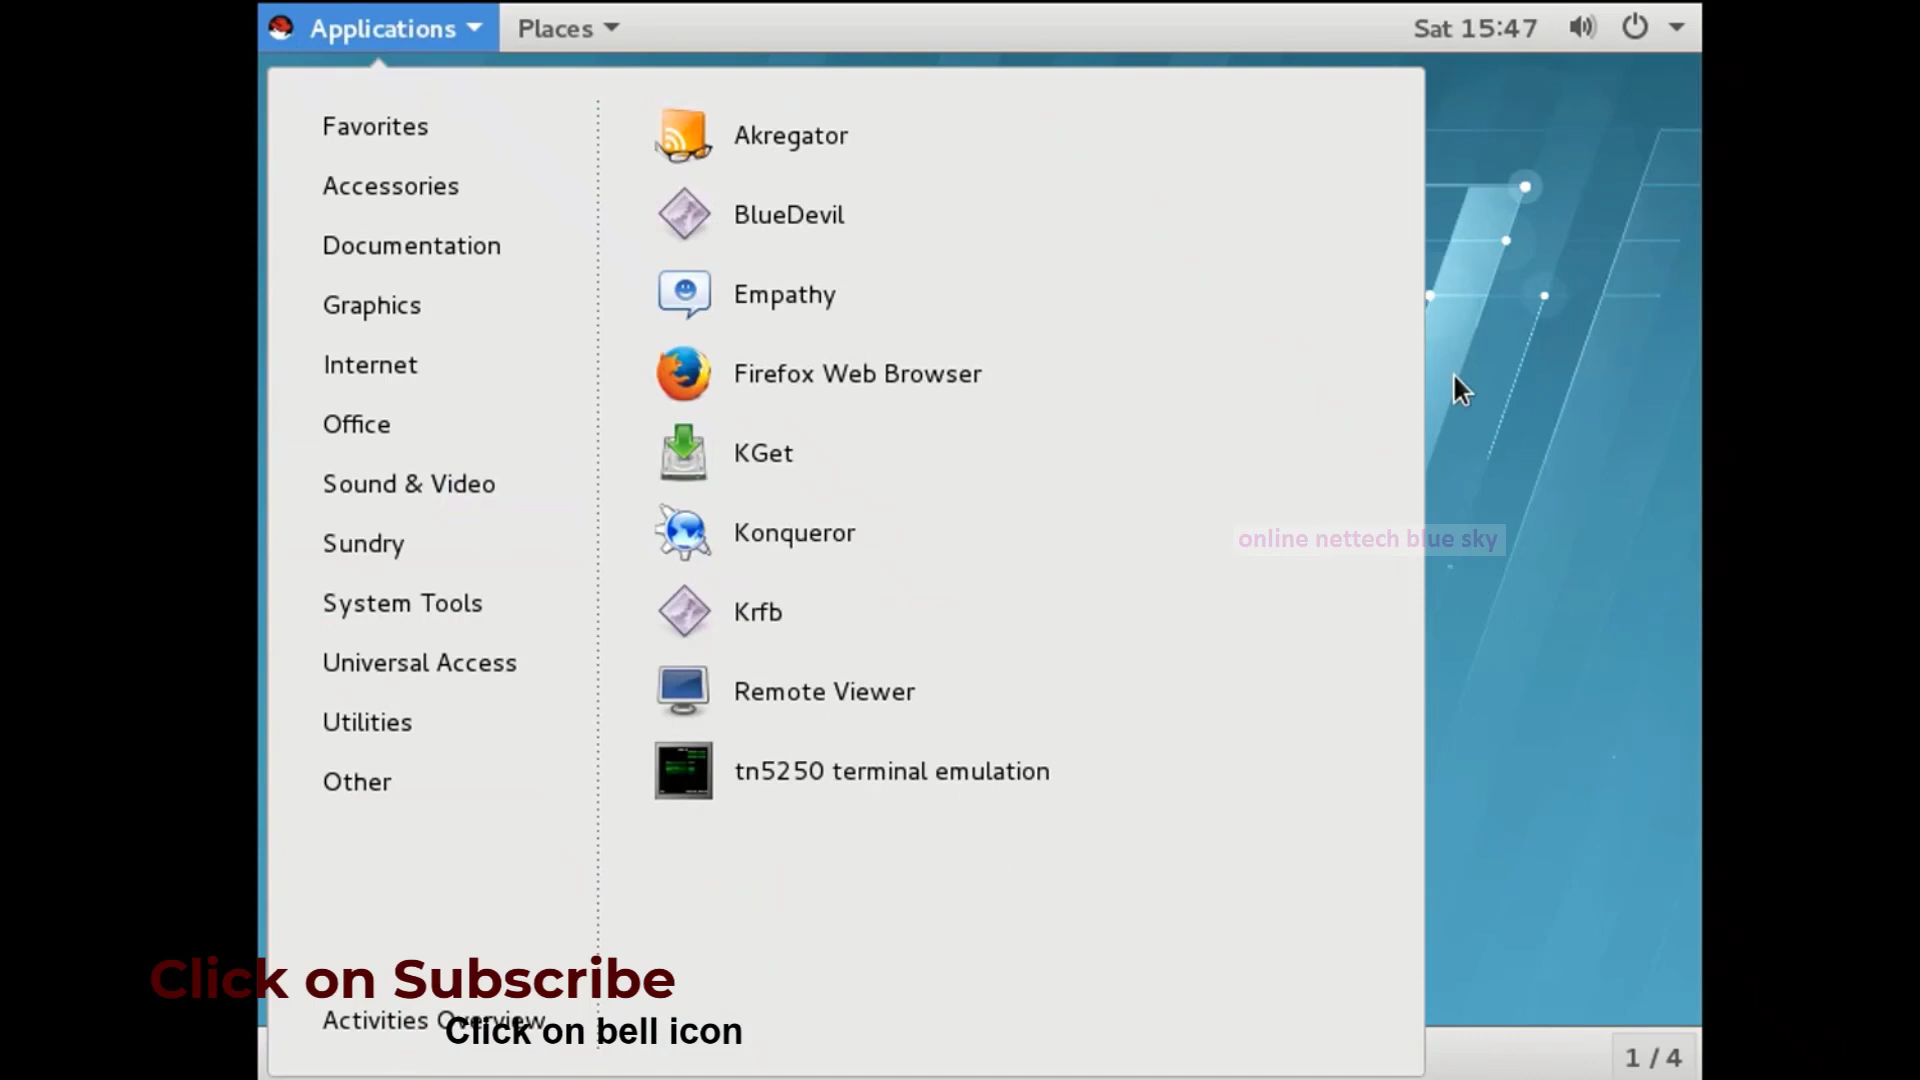 Applications
Places
Sat 15:47
Favorites
Accessories
Documentation
Graphics
Internet
Office
Sound & Video
Sundry
System Tools
Universal Access
Utilities
Other
Activities Overview
Akregator
BlueDevil
Empathy
Firefox Web Browser
KGet
Konqueror
Krfb
Remote Viewer
tn5250 terminal emulation
online nettech blue sky
Click on Subscribe
Click on bell icon
1 / 4